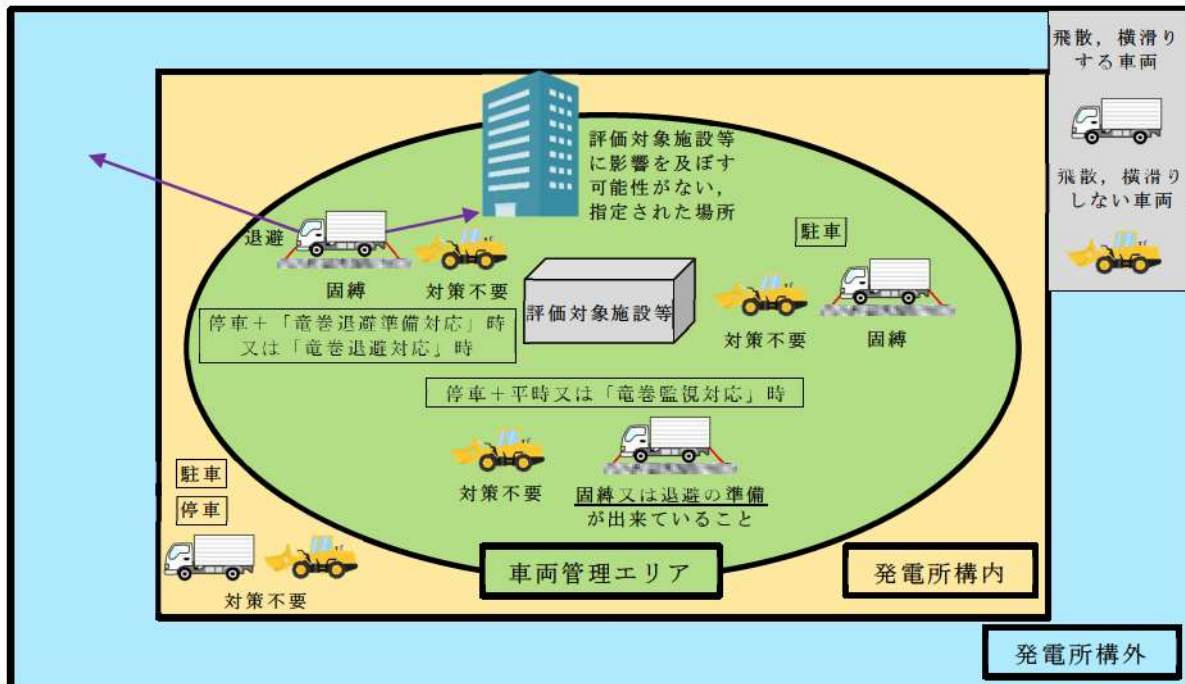 飛散，横滑り
する車両
飛散，横滑り
しない車両
評価対象施設等
に影響を及ぼす
可能性がない，
指定された場所
退避
固縛
対策不要
停車＋「竜巻退避準備対応」時
又は「竜巻退避対応」時
評価対象施設等
駐車
対策不要
固縛
停車＋平時又は「竜巻監視対応」時
対策不要
固縛又は退避の準備
が出来ていること
駐車
停車
対策不要
車両管理エリア
発電所構内
発電所構外